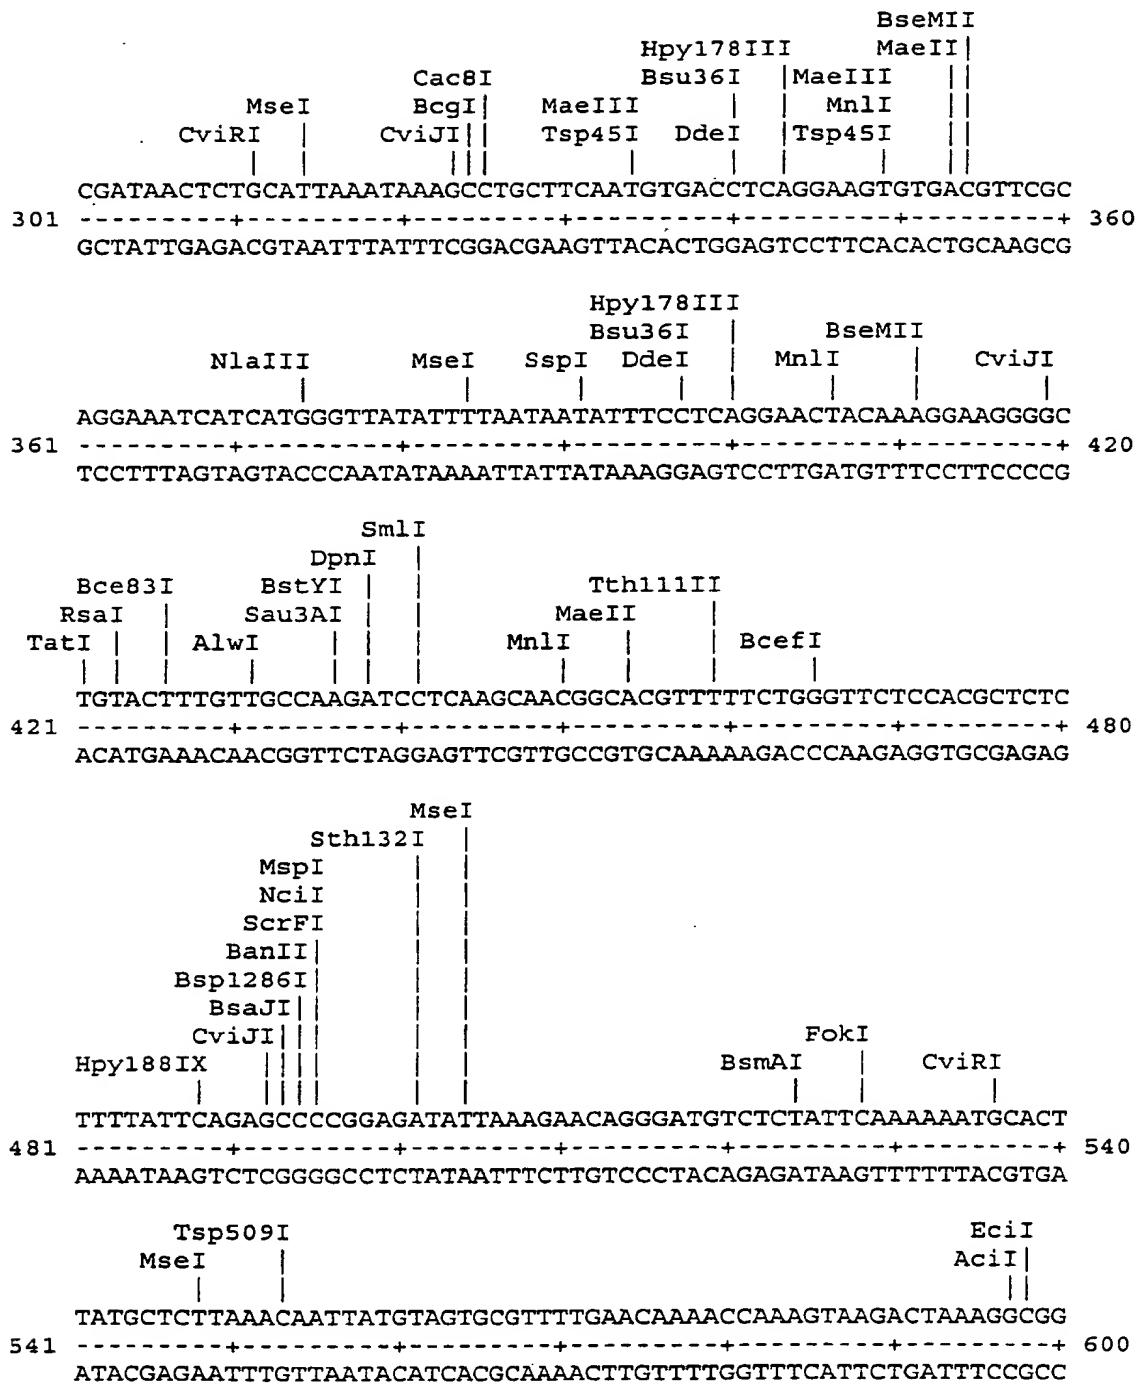 BseMII
Hpy178III MaeII
Cac8I Bsu36I MaeIII
MseI BcgI MaeIII MnlI
CviRI CviJI Tsp45I DdeI Tsp45I
CGATAACTCTGCATTAAATAAAGCCTGCTTCAATGTGACCTCAGGAAGTGTGACGTTCGC
301 ---------+---------+---------+---------+---------+---------+ 360
GCTATTGAGACGTAATTTATTTCGGACGAAGTTACACTGGAGTCCTTCACACTGCAAGCG
Hpy178III
Bsu36I BseMII
NlaIII MseI SspI DdeI MnlI CviJI
AGGAAATCATCATGGGTTATATTTTAATAATATTTCCTCAGGAACTACAAAGGAAGGGGC
361 ---------+---------+---------+---------+---------+---------+ 420
TCCTTTAGTAGTACCCAATATAAAATTATTATAAAGGAGTCCTTGATGTTTCCTTCCCCG
SmlI
DpnI
Bce83I BstYI Tth111II
RsaI Sau3AI MaeII
TatI AlwI MnlI BcefI
TGTACTTTGTTGCCAAGATCCTCAAGCAACGGCACGTTTTTCTGGGTTCTCCACGCTCTC
421 ---------+---------+---------+---------+---------+---------+ 480
ACATGAAACAACGGTTCTAGGAGTTCGTTGCCGTGCAAAAAGACCCAAGAGGTGCGAGAG
MseI
Sth132I
MspI
NciI
ScrFI
BanII
Bsp1286I
BsaJI
CviJI FokI
Hpy188IX BsmAI CviRI
TTTTATTCAGAGCCCCGGAGATATTAAAGAACAGGGATGTCTCTATTCAAAAAATGCACT
481 ---------+---------+---------+---------+---------+---------+ 540
AAAATAAGTCTCGGGGCCTCTATAATTTCTTGTCCCTACAGAGATAAGTTTTTTACGTGA
Tsp509I EciI
MseI AciI
TATGCTCTTAAACAATTATGTAGTGCGTTTTGAACAAAACCAAAGTAAGACTAAAGGCGG
541 ---------+---------+---------+---------+---------+---------+ 600
ATACGAGAATTTGTTAATACATCACGCAAAACTTGTTTTGGTTTCATTCTGATTTCCGCC